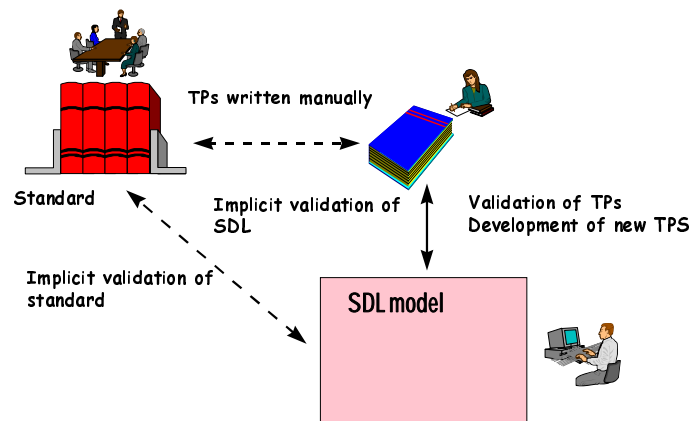 TPs written manually
Standard
Implicit validation of
SDL
Validation of TPs
Development of new TPS
Implicit validation of
standard
SDL model